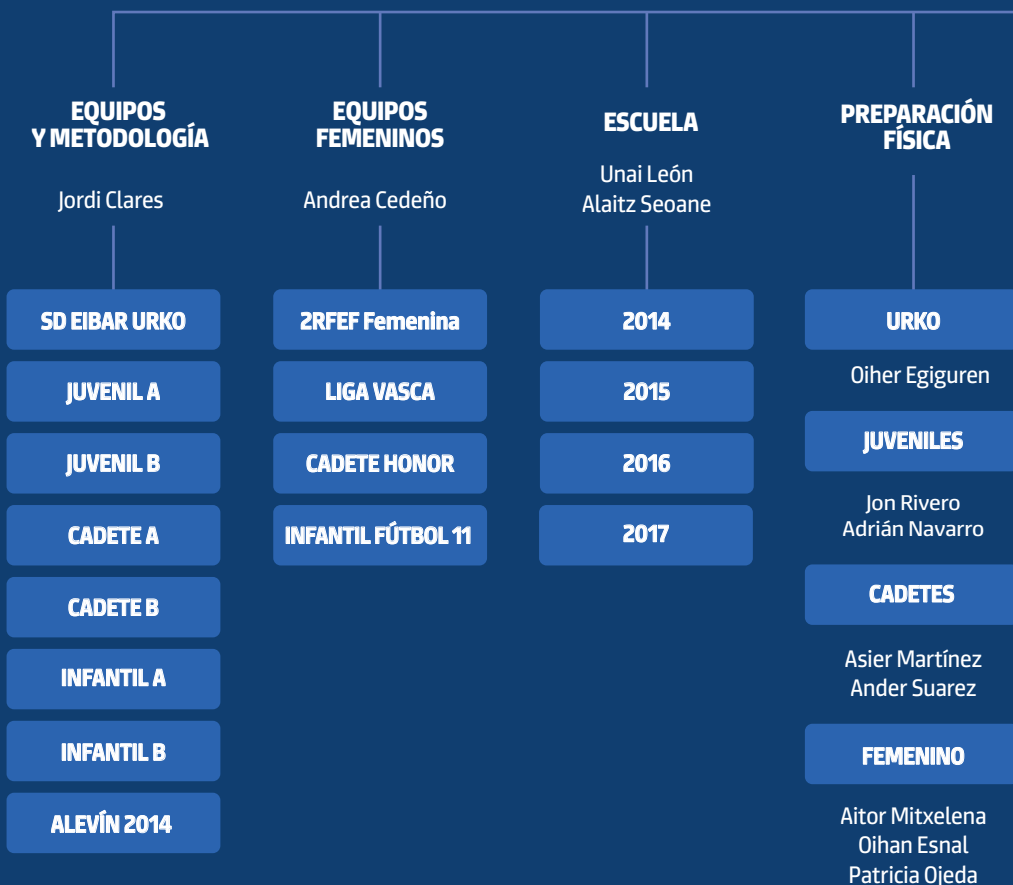 EQUIPOS
Y METODOLOGÍA
Jordi Clares
SD EIBAR URKO
JUVENIL A
JUVENIL B
CADETE A
CADETE B
INFANTIL A
INFANTIL B
ALEVÍN 2014
EQUIPOS
FEMENINOS
Andrea Cedeño
2RFEF Femenina
LIGA VASCA
CADETE HONOR
INFANTIL FÚTBOL 11
ESCUELA
Unai León
Alaitz Seoane
2014
2015
2016
2017
PREPARACIÓN
FÍSICA
URKO
Oiher Egiguren
JUVENILES
Jon Rivero
Adrián Navarro
CADETES
Asier Martínez
Ander Suarez
FEMENINO
Aitor Mitxelena
Oihan Esnal
Patricia Ojeda